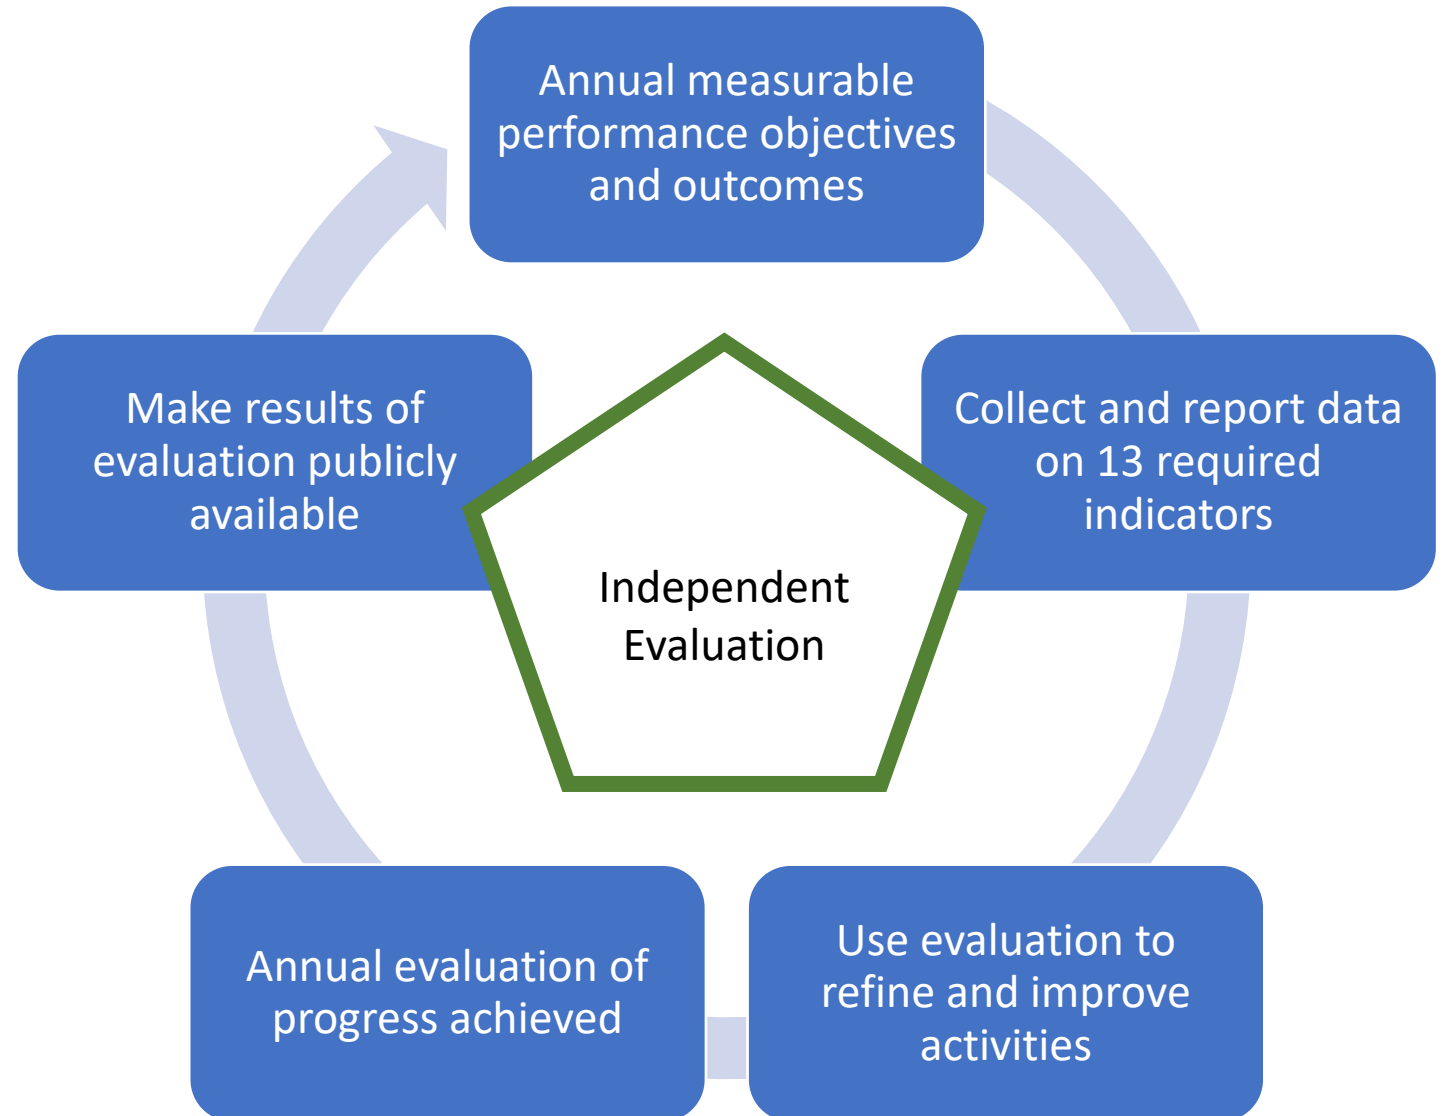 Annual measurable
performance objectives
and outcomes
Collect and report data
on 13 required
indicators
Use evaluation to
refine and improve
activities
Annual evaluation of
progress achieved
Make results of
evaluation publicly
available
Independent
Evaluation